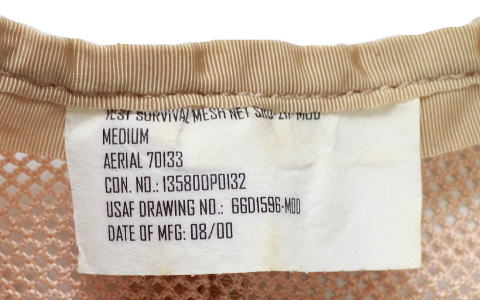 SURVIVAL MESH NET
MEDIUM
AERIAL 70133
CON. NO.: 135800P0132
USAF DRAWING NO.: 66D1596-M00
DATE OF MFG: 08/00